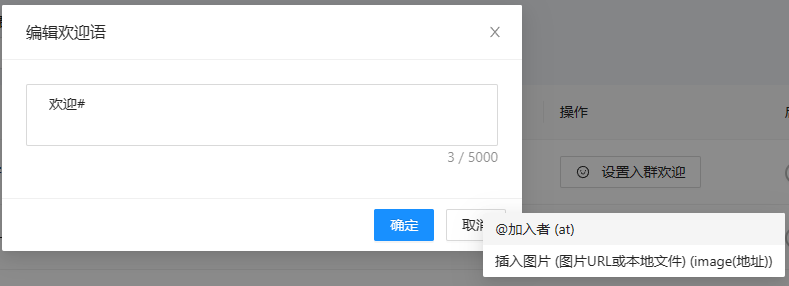 编辑欢迎语
欢迎#
3 / 5000
操作
设置入群欢迎
确定
取消
@加入者 (at)
插入图片 (图片URL或本地文件) (image(地址))